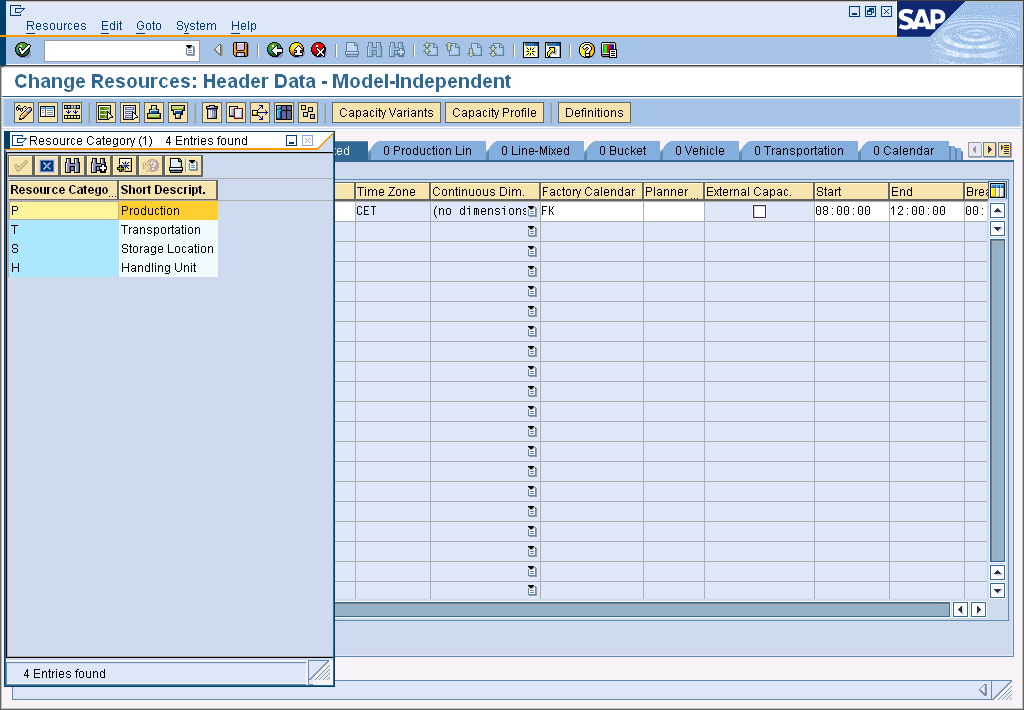 Resources Edit Goto System Help
SAP
Change Resources: Header Data - Model-Independent
Capacity Variants Capacity Profile Definitions
Resource Category (1) 4 Entries found
ed 0 Production Lin 0 Line-Mixed 0 Bucket 0 Vehicle 0 Transportation 0 Calendar
Resource Catego... Short Descript.
P Production
T Transportation
S Storage Location
H Handling Unit
Time Zone Continuous Dim. Factory Calendar Planner ... External Capac. Start End Brea
CET (no dimensions FK 08:00:00 12:00:00 00:
4 Entries found